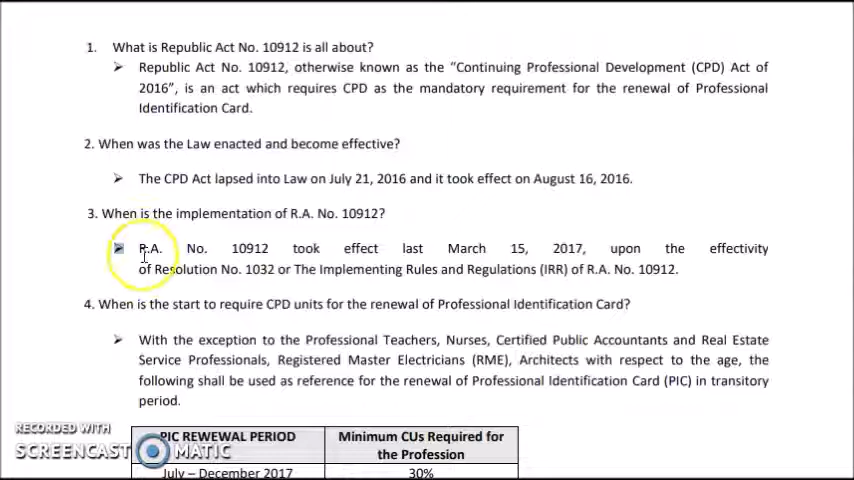 1. What is Republic Act No. 10912 is all about?
Republic Act No. 10912, otherwise known as the “Continuing Professional Development (CPD) Act of
2016”, is an act which requires CPD as the mandatory requirement for the renewal of Professional
Identification Card.
2. When was the Law enacted and become effective?
The CPD Act lapsed into Law on July 21, 2016 and it took effect on August 16, 2016.
3. When is the implementation of R.A. No. 10912?
R.A. No. 10912 took effect last March 15, 2017, upon the effectivity
of Resolution No. 1032 or The Implementing Rules and Regulations (IRR) of R.A. No. 10912.
4. When is the start to require CPD units for the renewal of Professional Identification Card?
With the exception to the Professional Teachers, Nurses, Certified Public Accountants and Real Estate
Service Professionals, Registered Master Electricians (RME), Architects with respect to the age, the
following shall be used as reference for the renewal of Professional Identification Card (PIC) in transitory
period.
PIC REWEWAL PERIOD Minimum CUs Required for
the Profession
July – December 2017 30%
RECORDED WITH
SCREENCAST MATIC